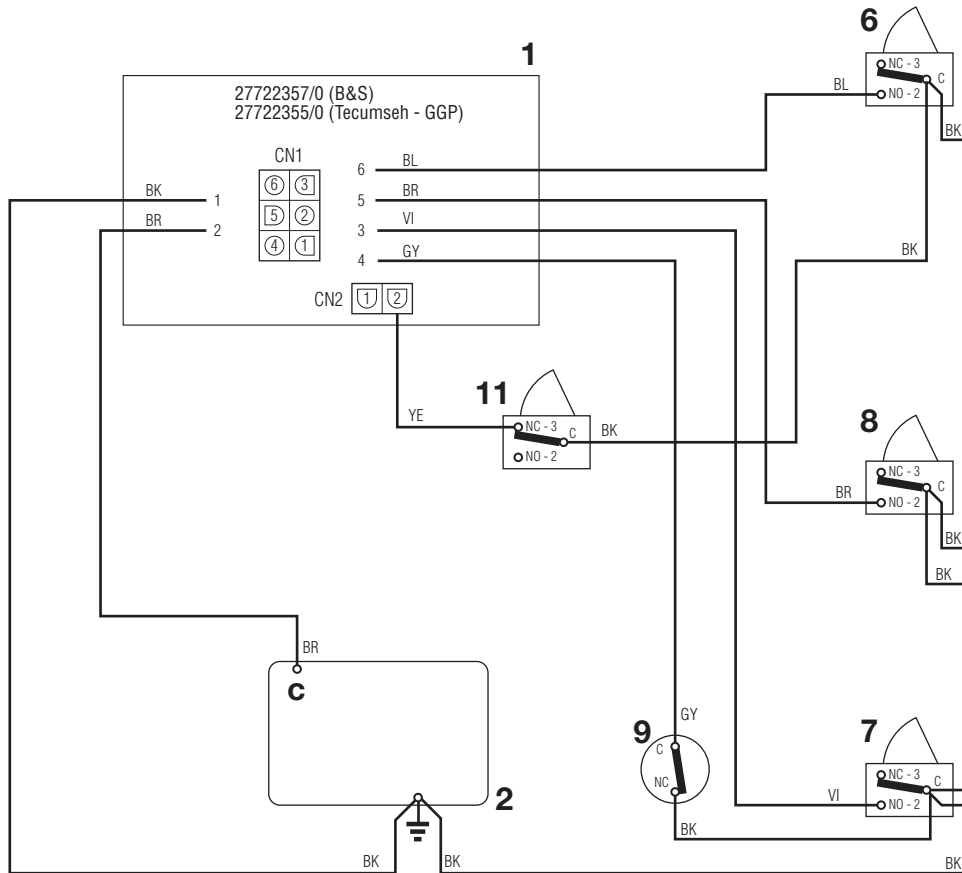 6
1
NC - 3
C
NO - 2
BL
BK
27722357/0 (B&S)
27722355/0 (Tecumseh - GGP)
CN1
6 3
5 2
4 1
BK 1
BR 2
6 BL
5 BR
3 VI
4 GY
BK
CN2 1 2
11
YE
NC - 3
C
NO - 2
BK
8
NC - 3
C
NO - 2
BR
BK
BK
BR
c
2
9
GY
C
NC
BK
7
NC - 3
C
NO - 2
VI
BK
BK
BK